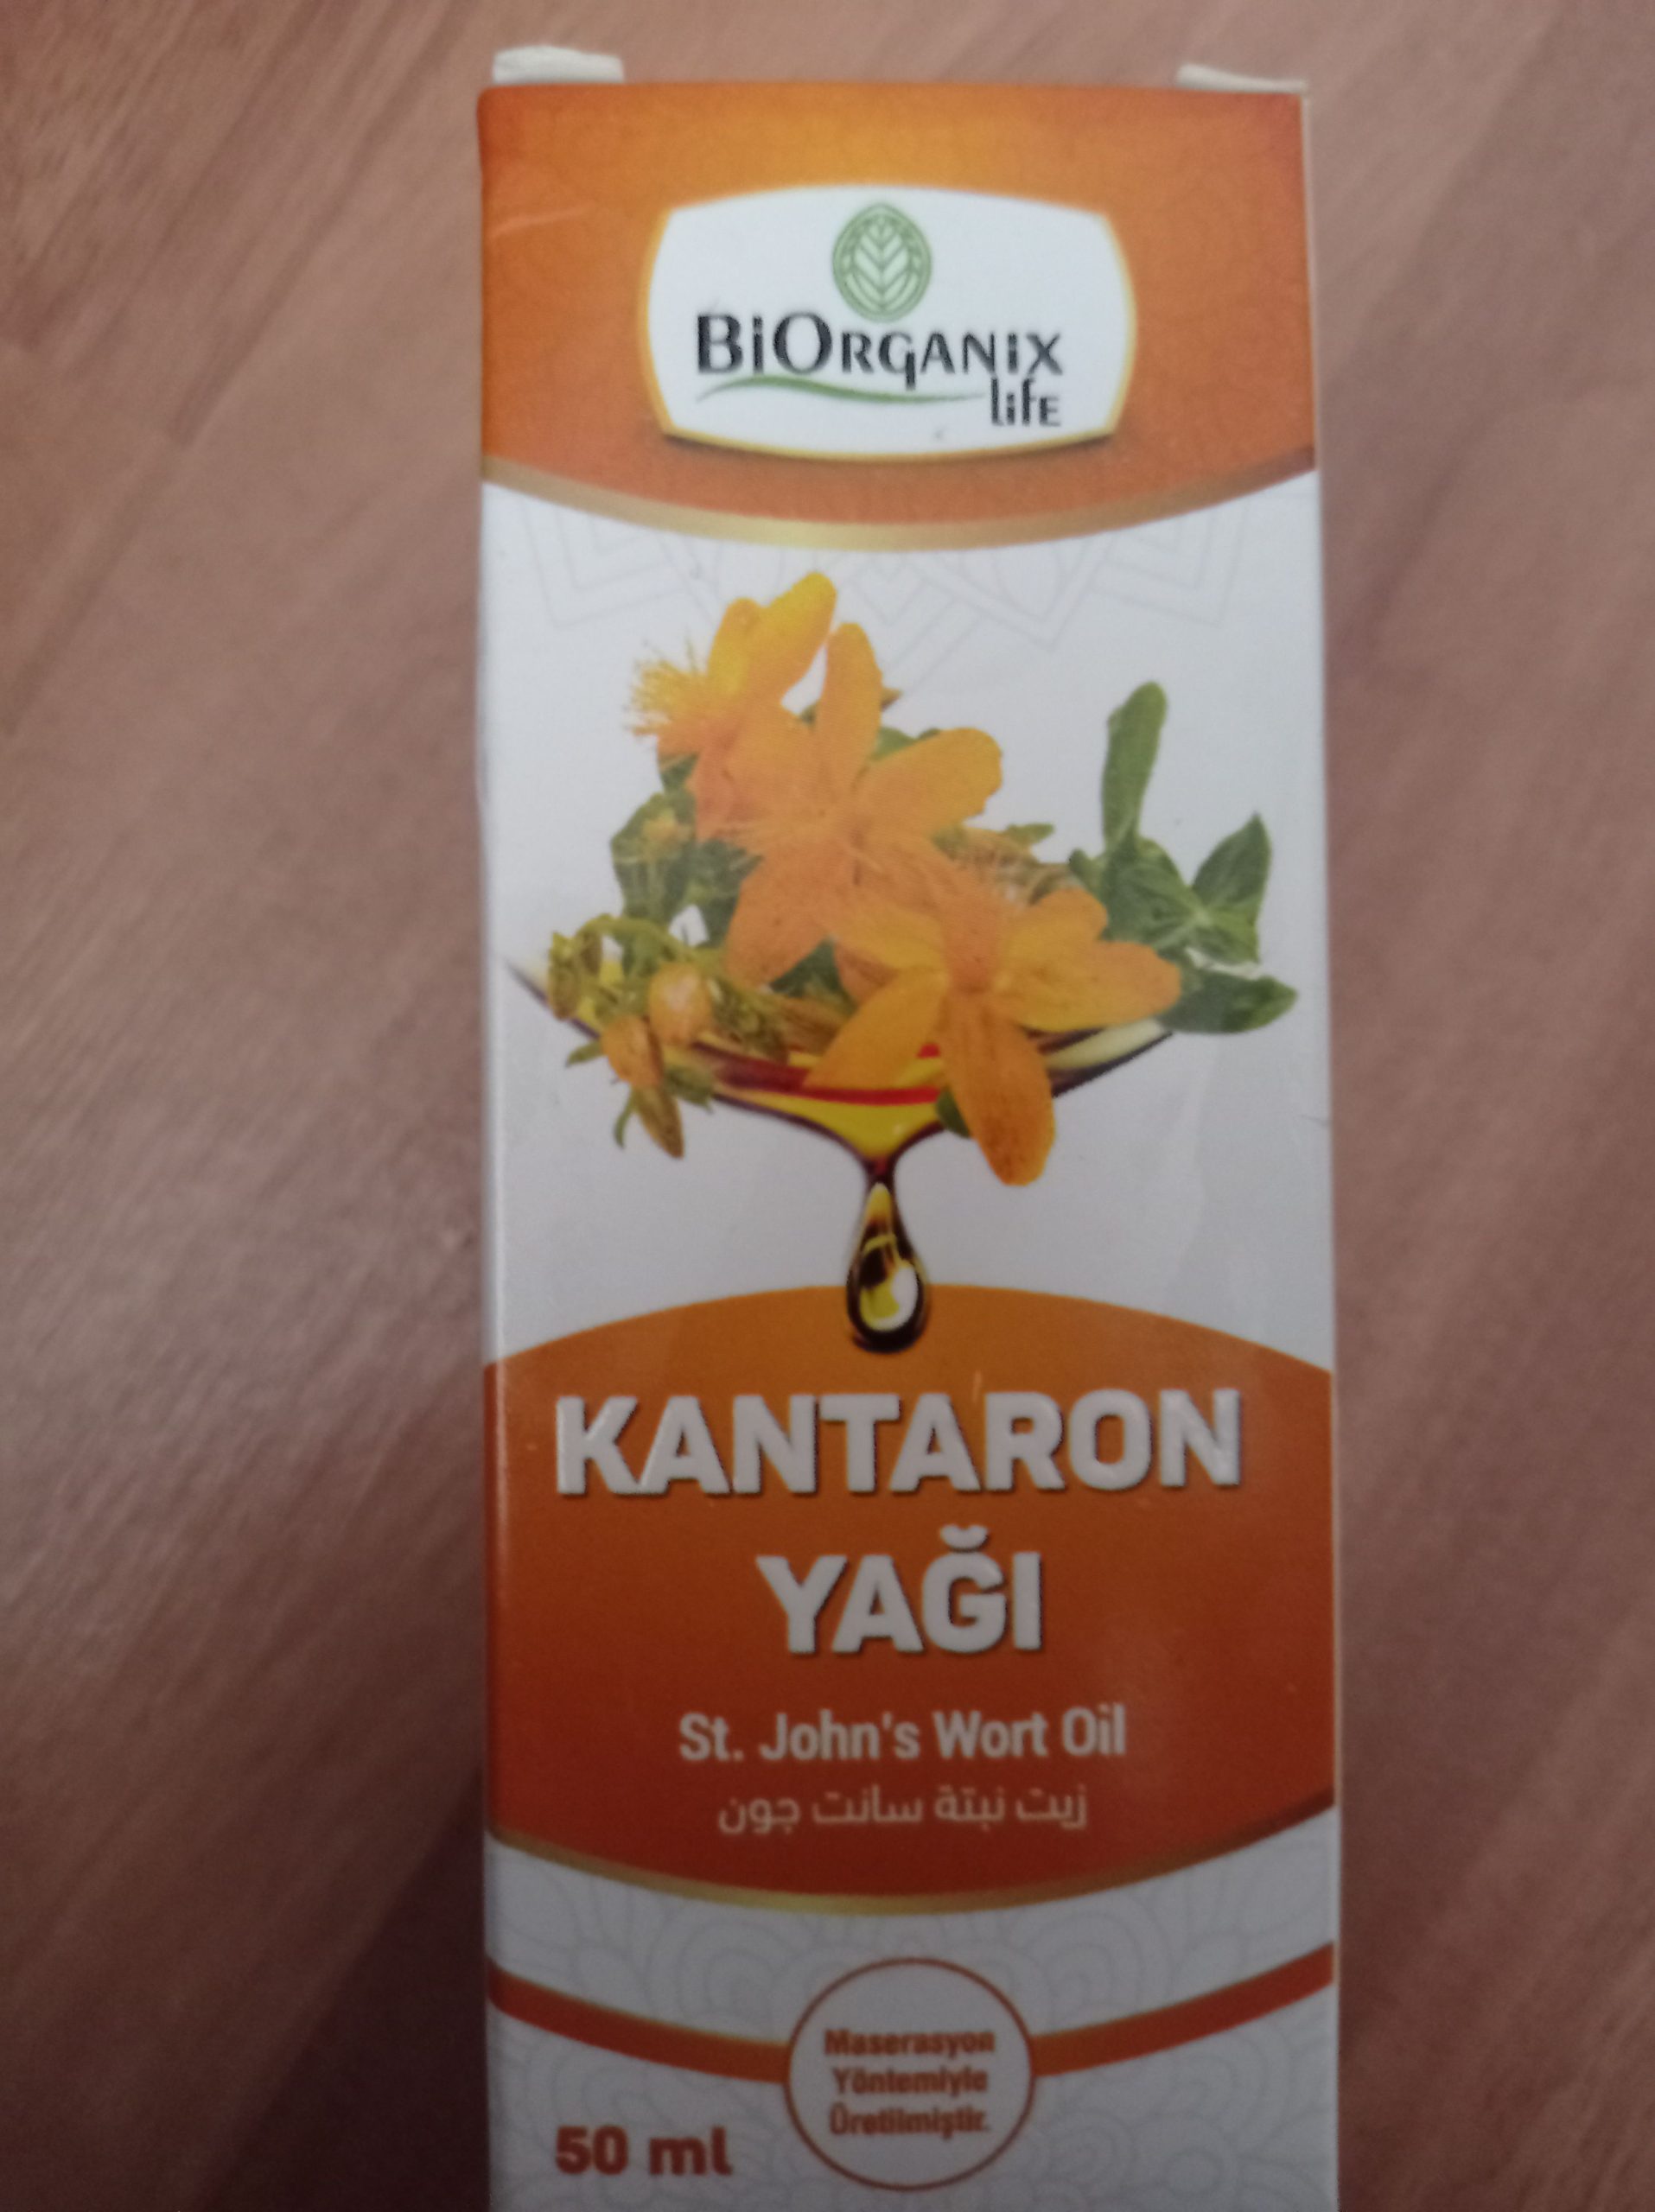 BiORGANiX
life
KANTARON
YAĞI
St. John's Wort Oil
زيت نبتة سانت جون
Maserasyon
Yöntemiyle
Üretilmiştir.
50 ml